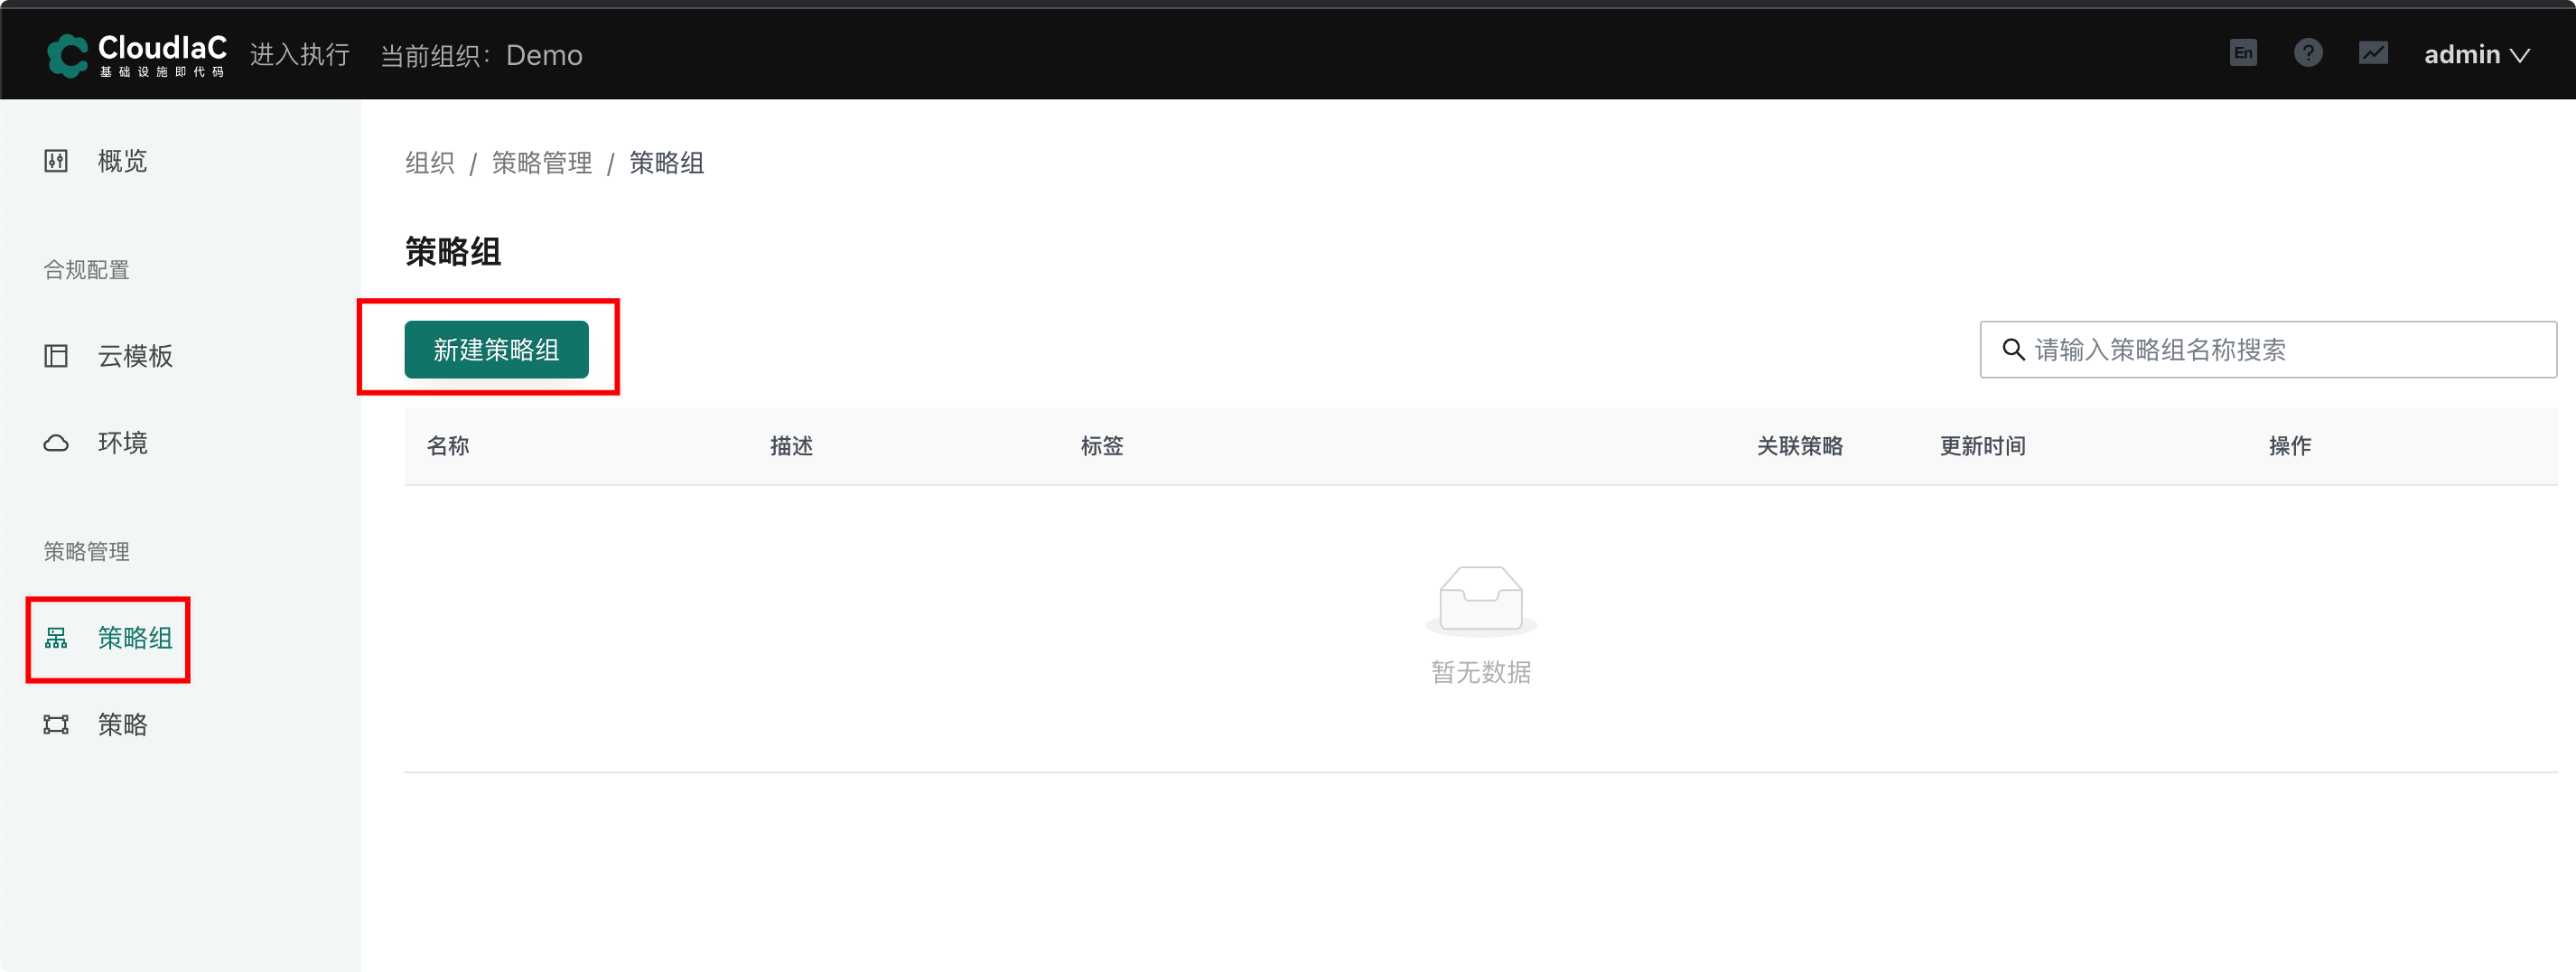 CloudIaC
基础设施即代码
进入执行
当前组织：Demo
En
?
admin
概览
合规配置
云模板
环境
策略管理
策略组
策略
组织 / 策略管理 / 策略组
策略组
新建策略组
请输入策略组名称搜索
名称 描述 标签 关联策略 更新时间 操作
暂无数据